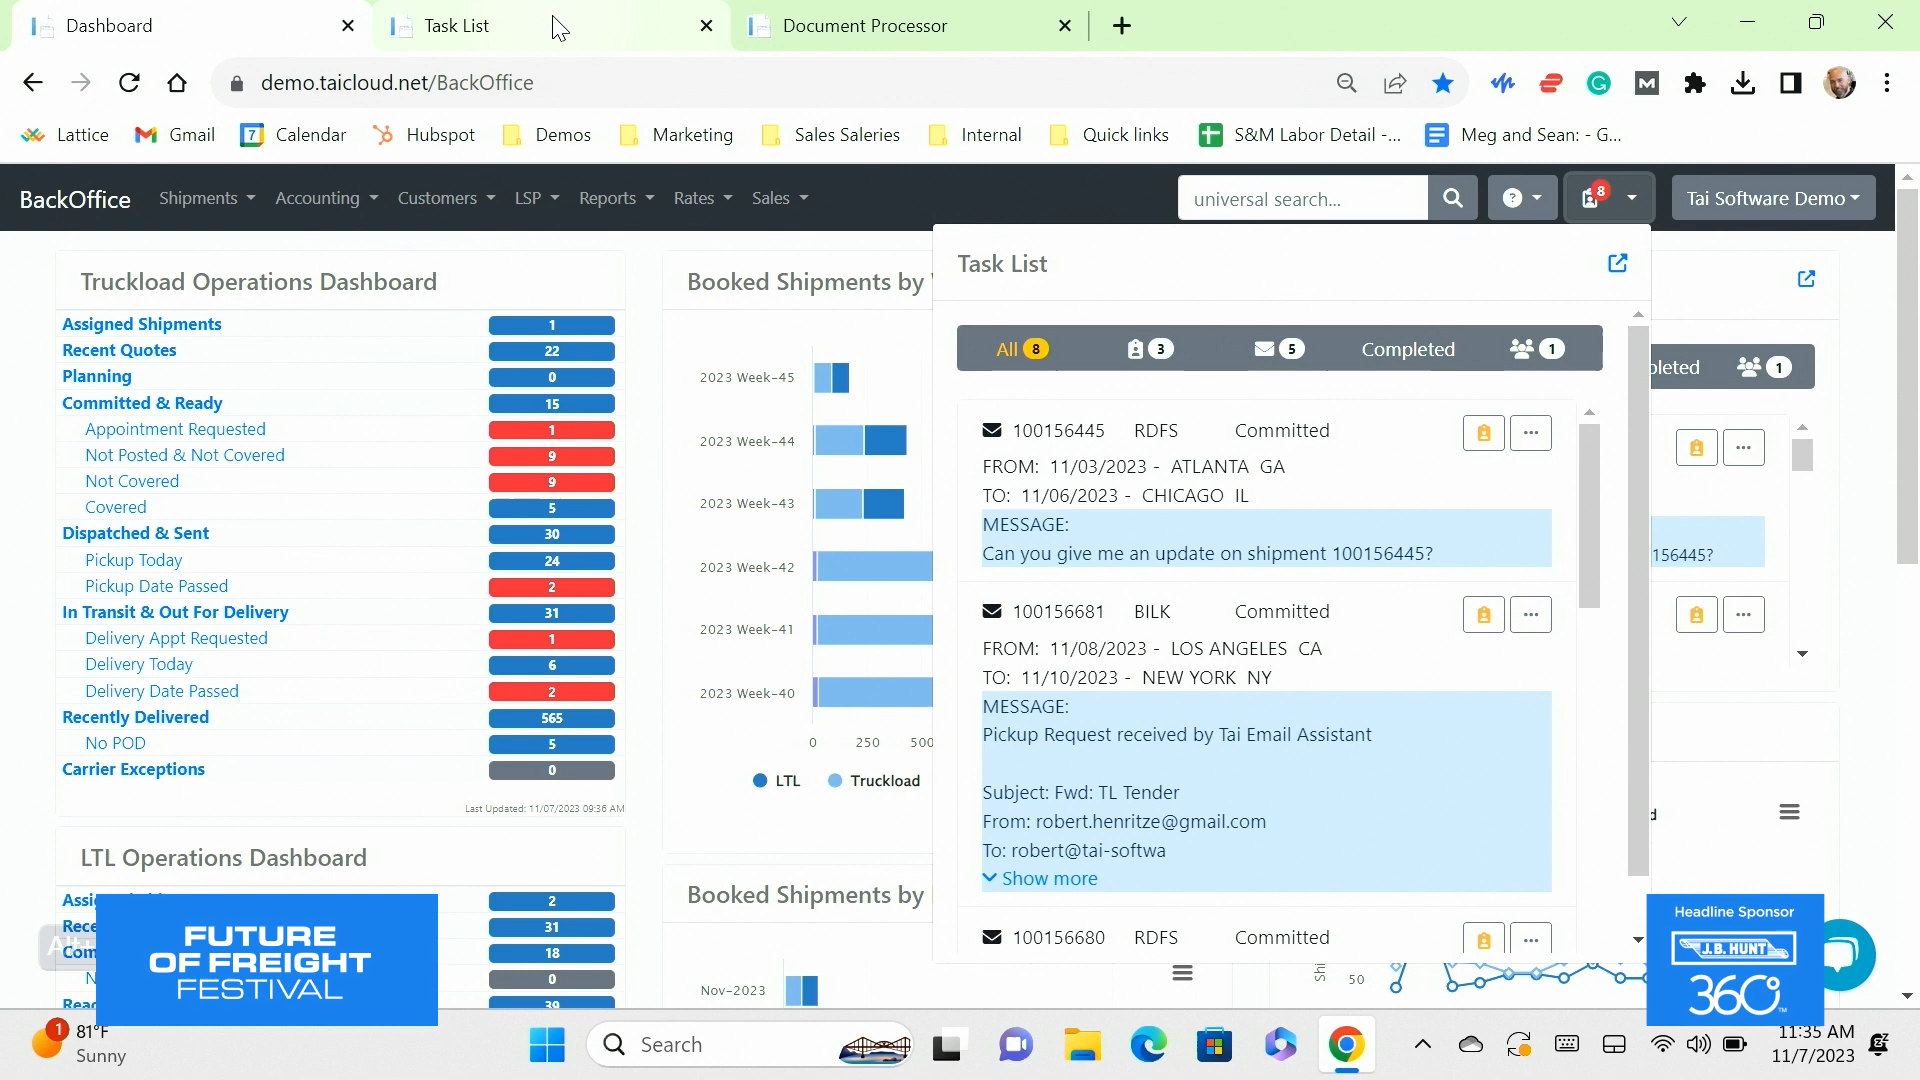 Dashboard
Task List
Document Processor
demo.taicloud.net/BackOffice
Lattice
Gmail
7
Calendar
Hubspot
Demos
Marketing
Sales Saleries
Internal
Quick links
S&M Labor Detail -...
Meg and Sean: - G...
BackOffice
Shipments
Accounting
Customers
LSP
Reports
Rates
Sales
universal search...
8
Tai Software Demo
Truckload Operations Dashboard
Assigned Shipments 1
Recent Quotes 22
Planning 0
Committed & Ready 15
Appointment Requested 1
Not Posted & Not Covered 9
Not Covered 9
Covered 5
Dispatched & Sent 30
Pickup Today 24
Pickup Date Passed 2
In Transit & Out For Delivery 31
Delivery Appt Requested 1
Delivery Today 6
Delivery Date Passed 2
Recently Delivered 565
No POD 5
Carrier Exceptions 0
Last Updated: 11/07/2023 09:36 AM
LTL Operations Dashboard
Assi 2
Rece 31
Com 18
N 0
Read 39
Booked Shipments by
2023 Week-45
2023 Week-44
2023 Week-43
2023 Week-42
2023 Week-41
2023 Week-40
0 250 500
LTL Truckload
Booked Shipments by
Nov-2023
Task List
All 8
3
5
Completed
1
100156445 RDFS Committed
FROM: 11/03/2023 - ATLANTA GA
TO: 11/06/2023 - CHICAGO IL
MESSAGE:
Can you give me an update on shipment 100156445?
100156681 BILK Committed
FROM: 11/08/2023 - LOS ANGELES CA
TO: 11/10/2023 - NEW YORK NY
MESSAGE:
Pickup Request received by Tai Email Assistant
Subject: Fwd: TL Tender
From: robert.henritze@gmail.com
To: robert@tai-softwa
Show more
100156680 RDFS Committed
pleted 1
156445?
50
FUTURE
OF FREIGHT
FESTIVAL
Headline Sponsor
J.B. HUNT
360
1
81°F
Sunny
Search
11:35 AM
11/7/2023